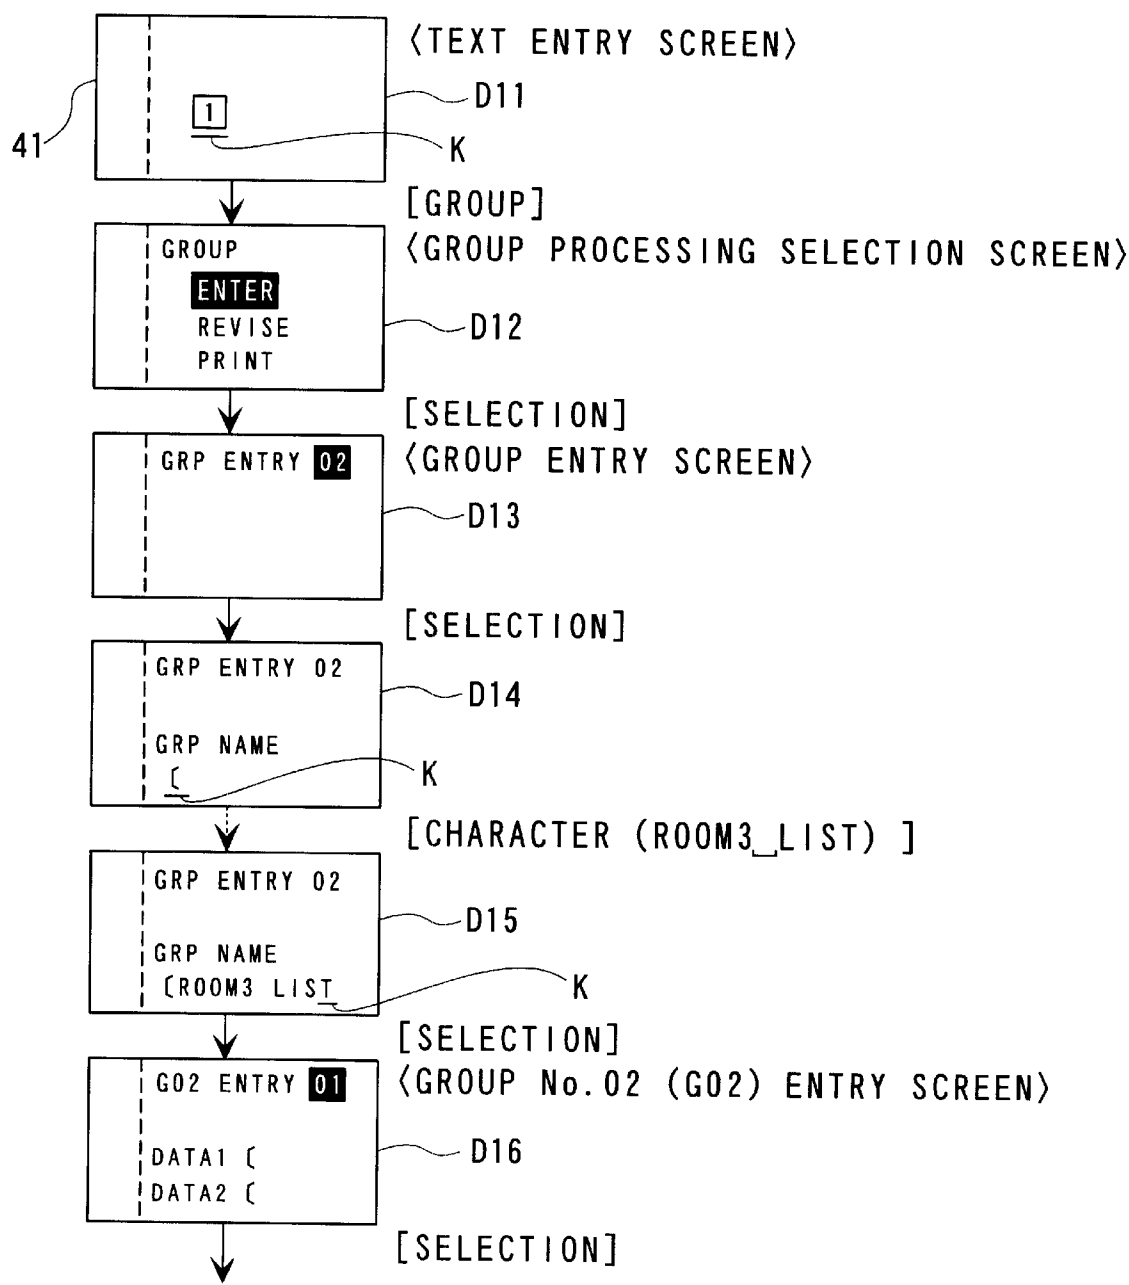 〈TEXT ENTRY SCREEN〉
D11
1
41
K
[GROUP]
GROUP
〈GROUP PROCESSING SELECTION SCREEN〉
ENTER
REVISE
D12
PRINT
[SELECTION]
GRP ENTRY 02
〈GROUP ENTRY SCREEN〉
D13
[SELECTION]
GRP ENTRY 02
D14
GRP NAME
[
K
[CHARACTER (ROOM3␣LIST) ]
GRP ENTRY 02
D15
GRP NAME
[ROOM3 LIST
K
[SELECTION]
G02 ENTRY 01
〈GROUP No.02 (G02) ENTRY SCREEN〉
DATA1 [
D16
DATA2 [
[SELECTION]